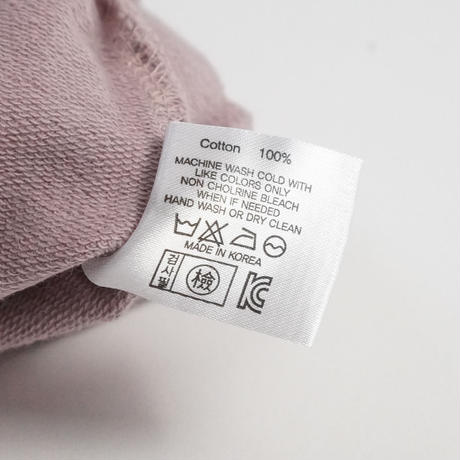 Cotton 100%
MACHINE WASH COLD WITH
LIKE COLORS ONLY
NON CHOLRINE BLEACH
WHEN IF NEEDED
HAND WASH OR DRY CLEAN
MADE IN KOREA
검사필
檢
KC